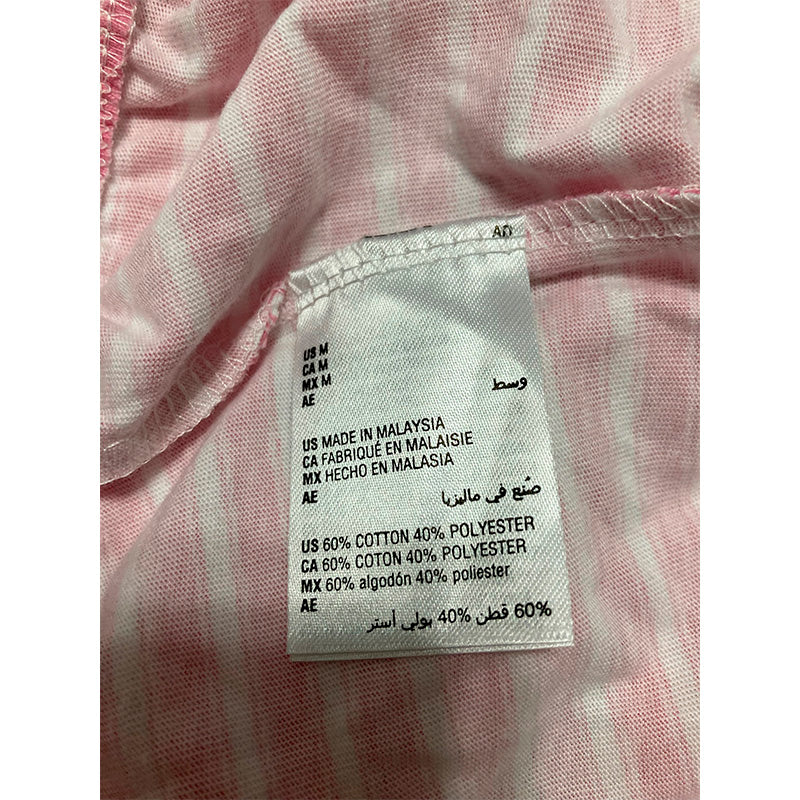 US M
CA M
MX M
AE
وسط
US MADE IN MALAYSIA
CA FABRIQUÉ EN MALAISIE
MX HECHO EN MALASIA
AE
صُنع في ماليزيا
US 60% COTTON 40% POLYESTER
CA 60% COTON 40% POLYESTER
MX 60% algodón 40% poliester
AE
60% قطن 40% بولي أستر